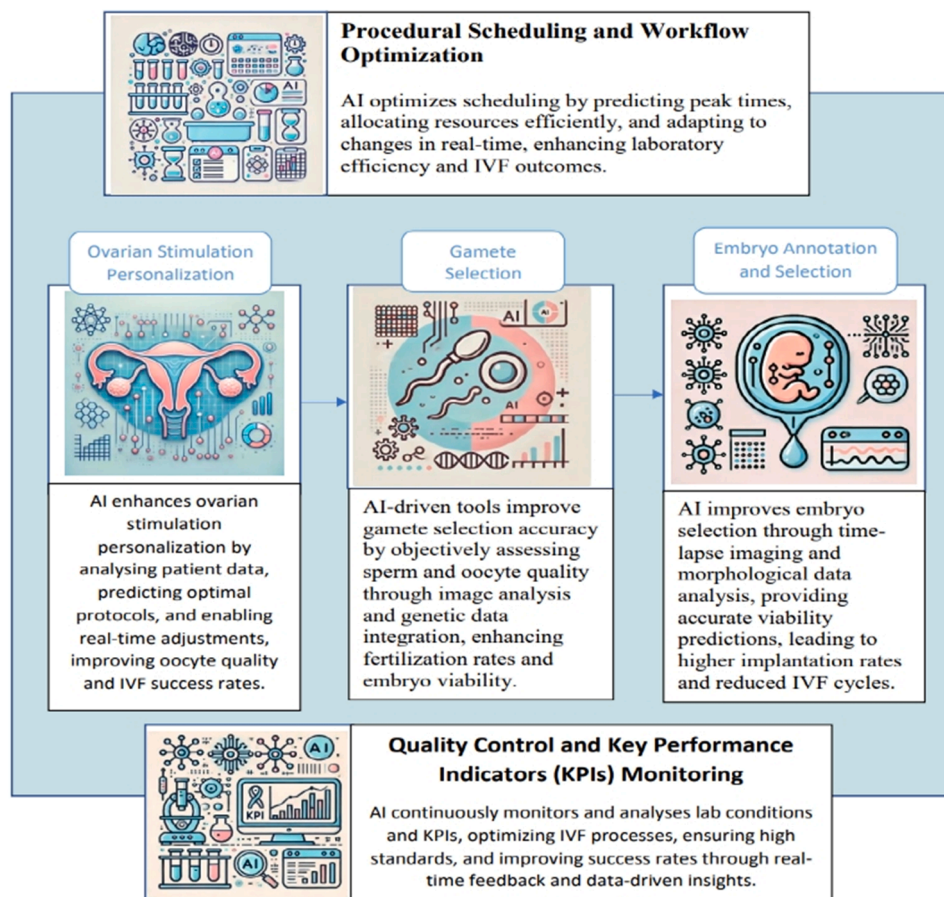 Procedural Scheduling and Workflow
Optimization
AI optimizes scheduling by predicting peak times,
allocating resources efficiently, and adapting to
changes in real-time, enhancing laboratory
efficiency and IVF outcomes.
AI
Ovarian Stimulation
Personalization
AI enhances ovarian
stimulation
personalization by
analysing patient data,
predicting optimal
protocols, and enabling
real-time adjustments,
improving oocyte quality
and IVF success rates.
Gamete
Selection
AI
AI
AI
AI-driven tools improve
gamete selection accuracy
by objectively assessing
sperm and oocyte quality
through image analysis
and genetic data
integration, enhancing
fertilization rates and
embryo viability.
Embryo Annotation
and Selection
AI improves embryo
selection through time-
lapse imaging and
morphological data
analysis, providing
accurate viability
predictions, leading to
higher implantation rates
and reduced IVF cycles.
AI
KPI
AI
Quality Control and Key Performance
Indicators (KPIs) Monitoring
AI continuously monitors and analyses lab conditions
and KPIs, optimizing IVF processes, ensuring high
standards, and improving success rates through real-
time feedback and data-driven insights.